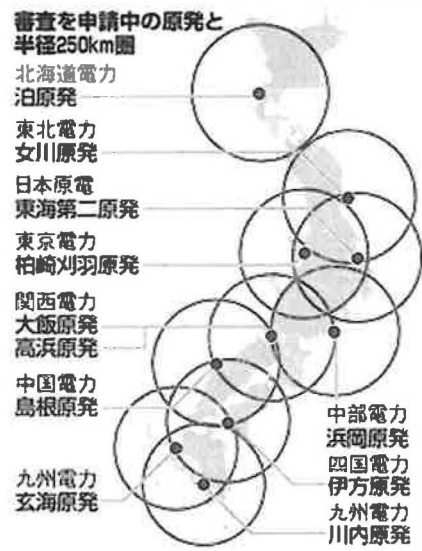 審査を申請中の原発と
半径250km圏
北海道電力
泊原発
東北電力
女川原発
日本原電
東海第二原発
東京電力
柏崎刈羽原発
関西電力
大飯原発
高浜原発
中国電力
島根原発
九州電力
玄海原発
中部電力
浜岡原発
四国電力
伊方原発
九州電力
川内原発